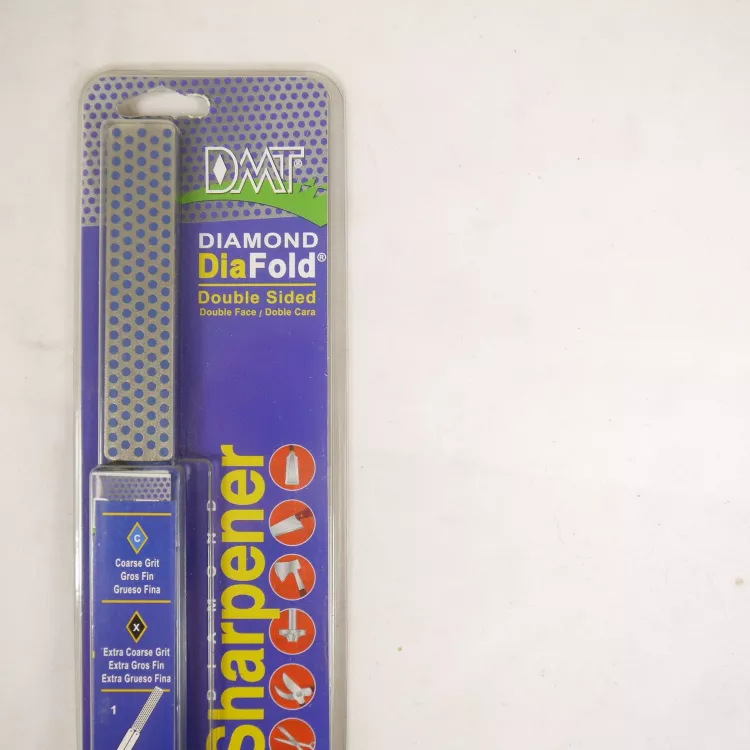 DMT®
DIAMOND
DiaFold®
Double Sided
Double Face / Doble Cara
Sharpener
DIAMOND
C
Coarse Grit
Gros Fin
Grueso Fina
X
Extra Coarse Grit
Extra Gros Fin
Extra Grueso Fina
1